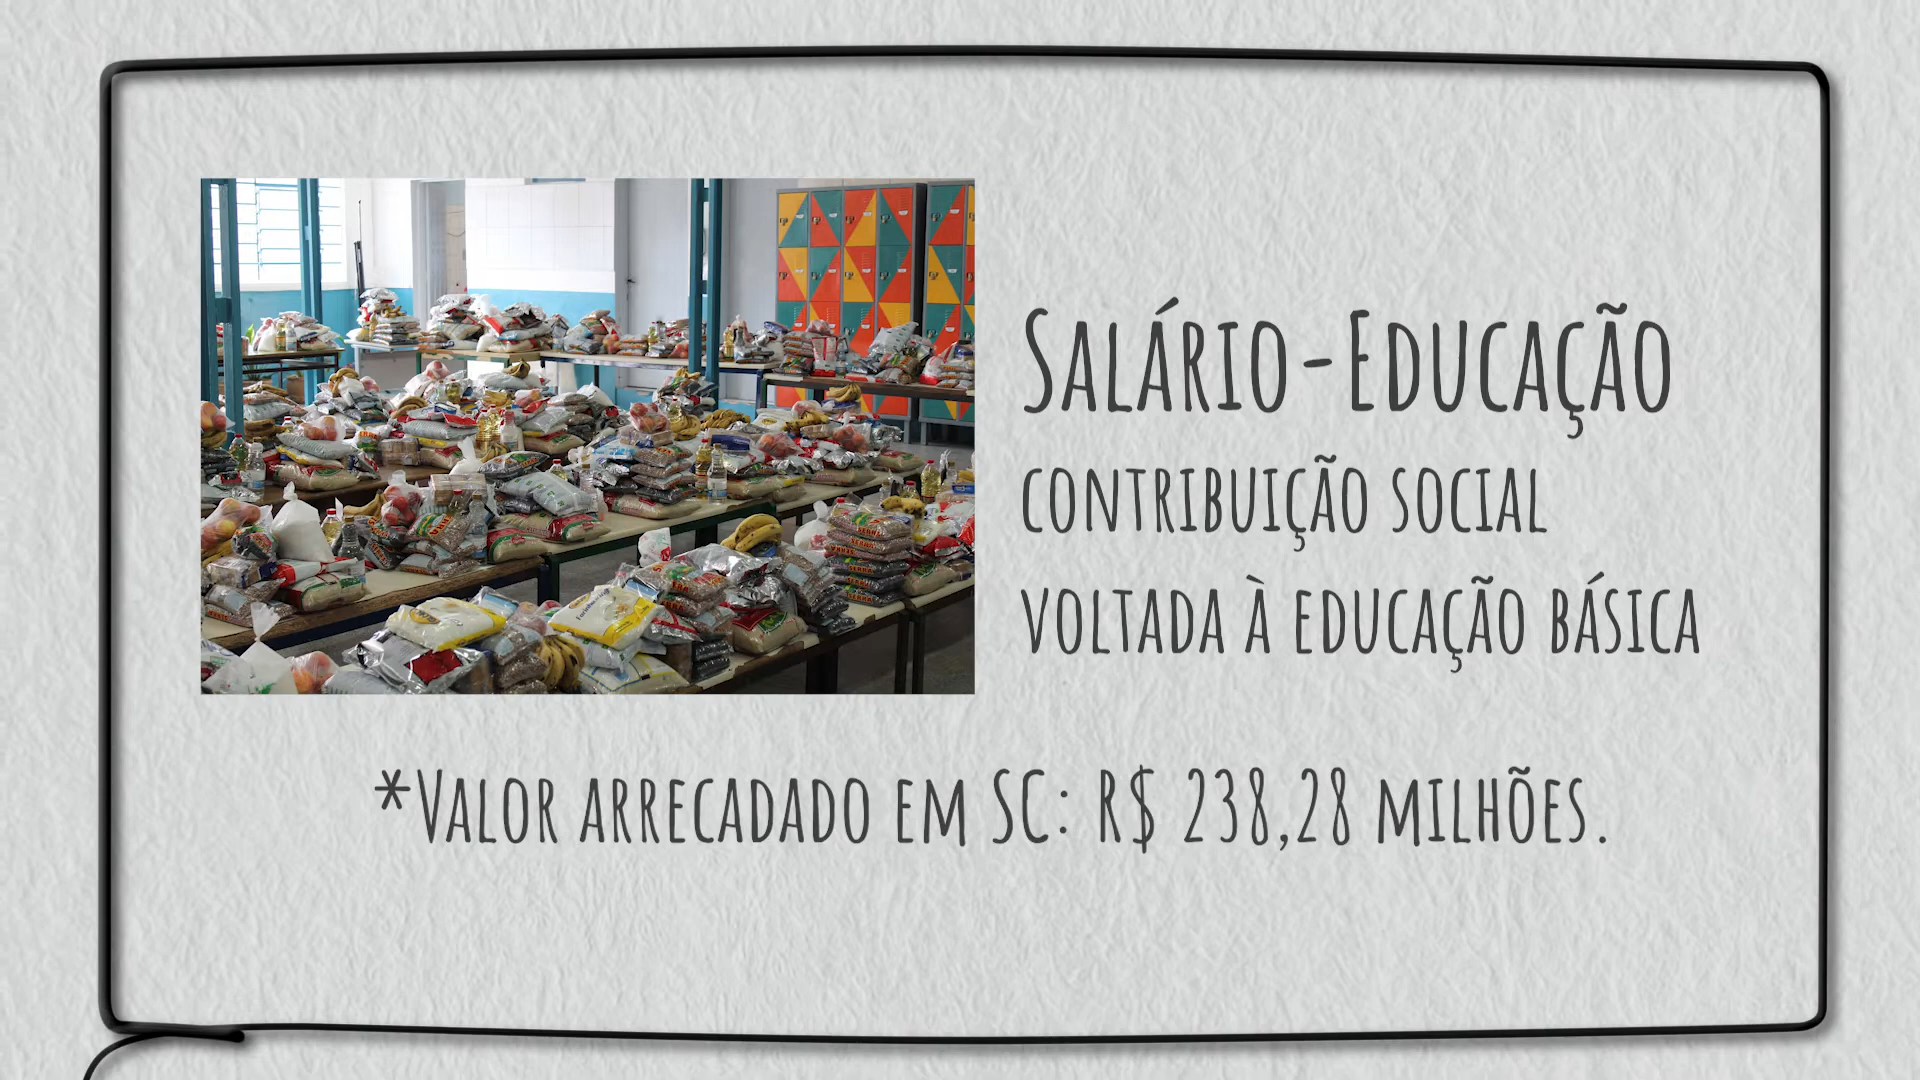 Salário-Educação
contribuição social
voltada à educação básica
*Valor arrecadado em SC: R$ 238,28 milhões.